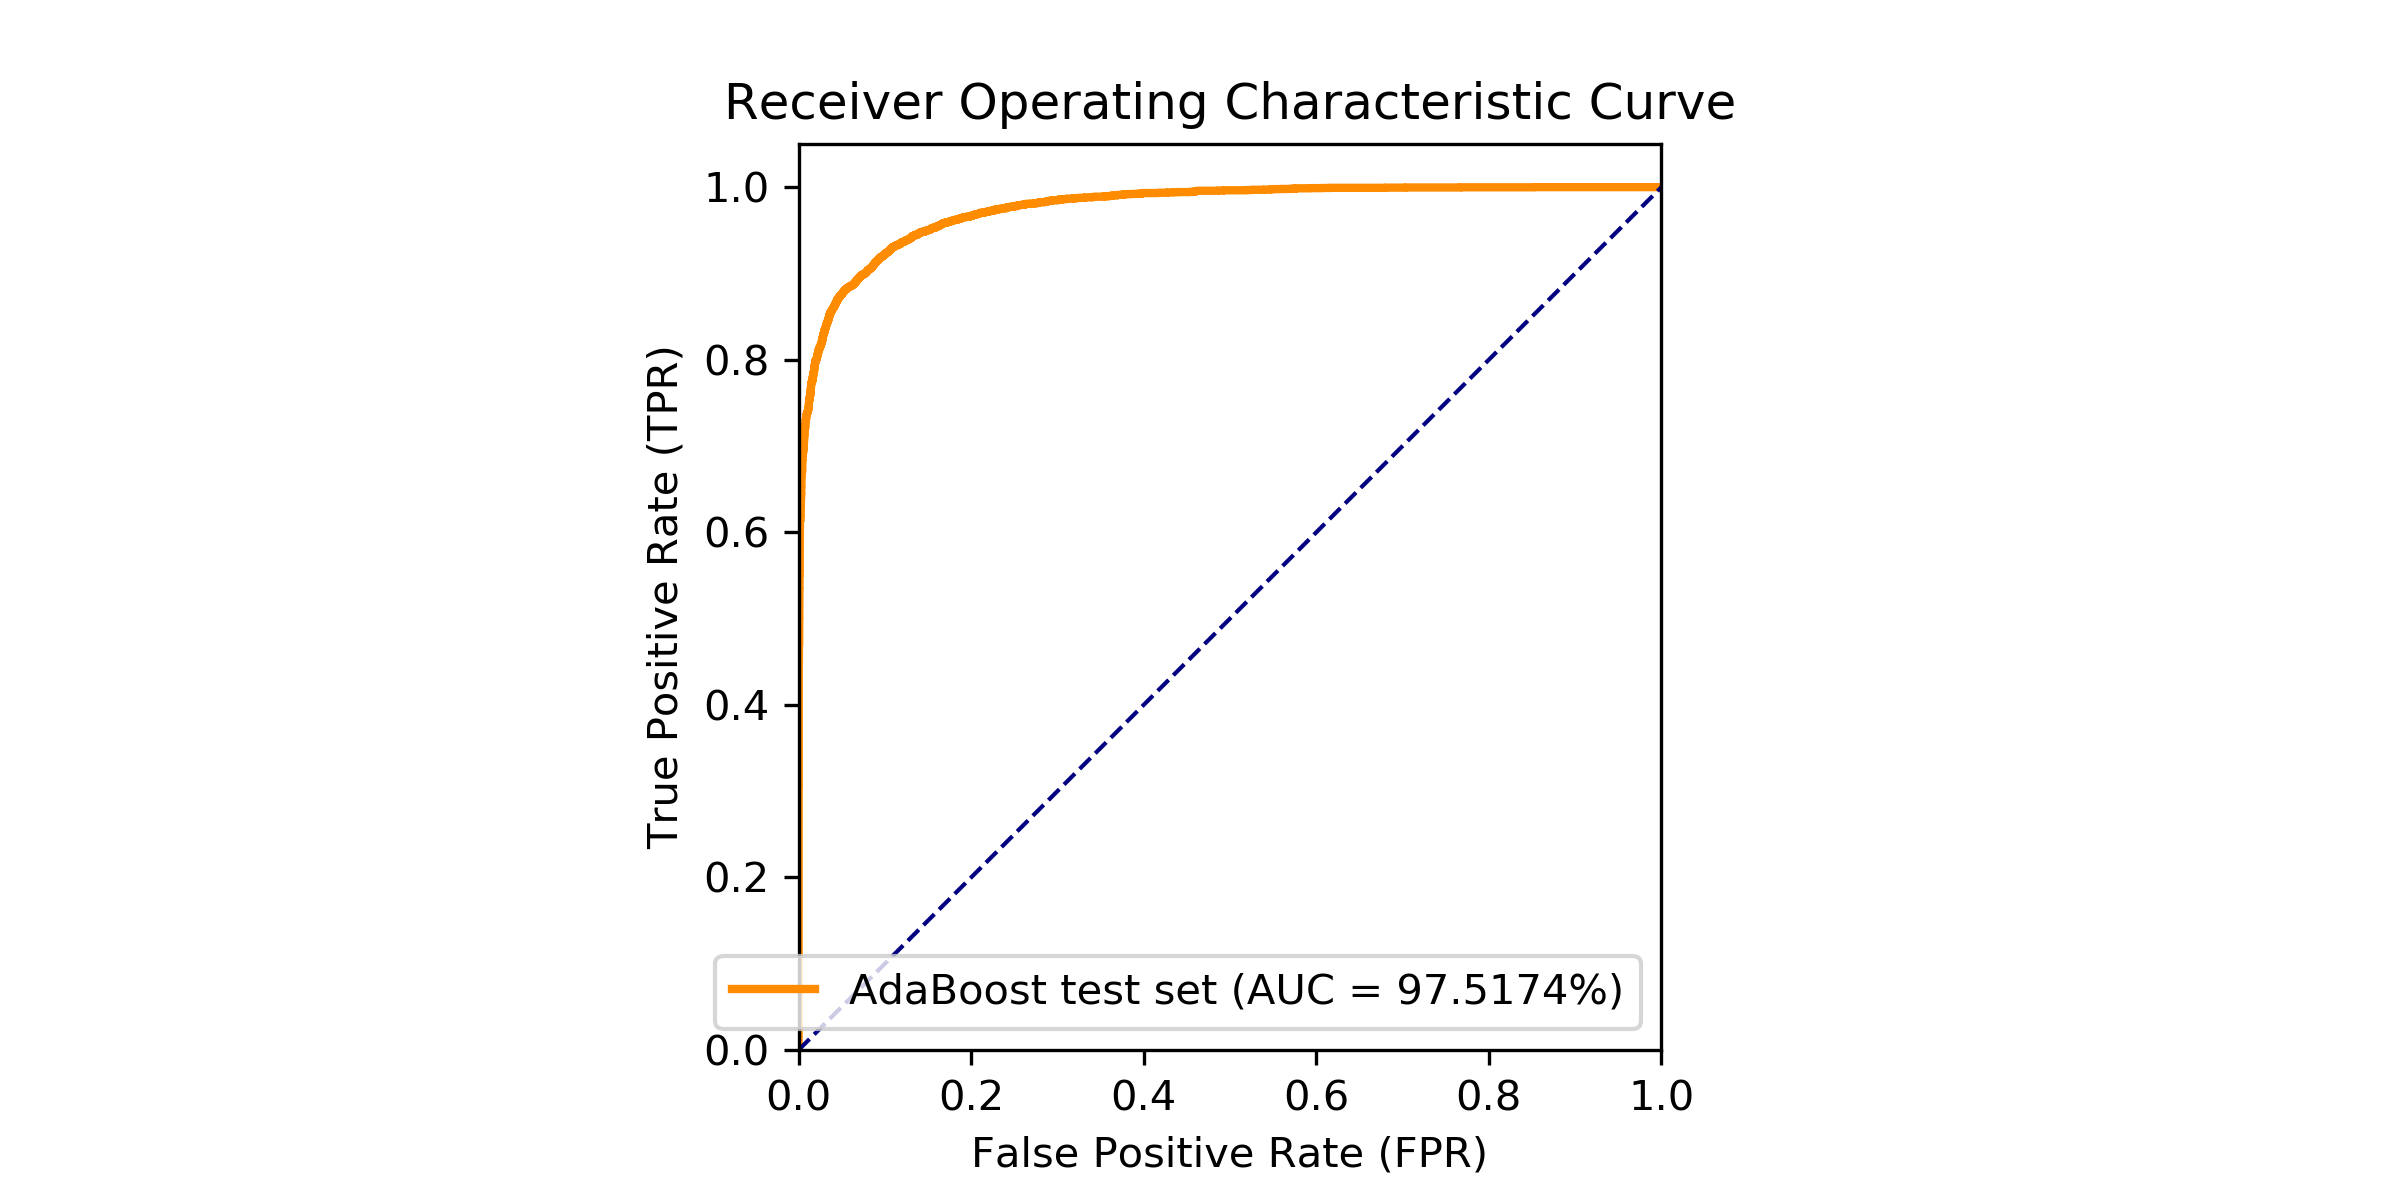 Receiver Operating Characteristic Curve
1.0
0.8
0.6
0.4
0.2
0.0
True Positive Rate (TPR)
AdaBoost test set (AUC = 97.5174%)
0.0 0.2 0.4 0.6 0.8 1.0
False Positive Rate (FPR)